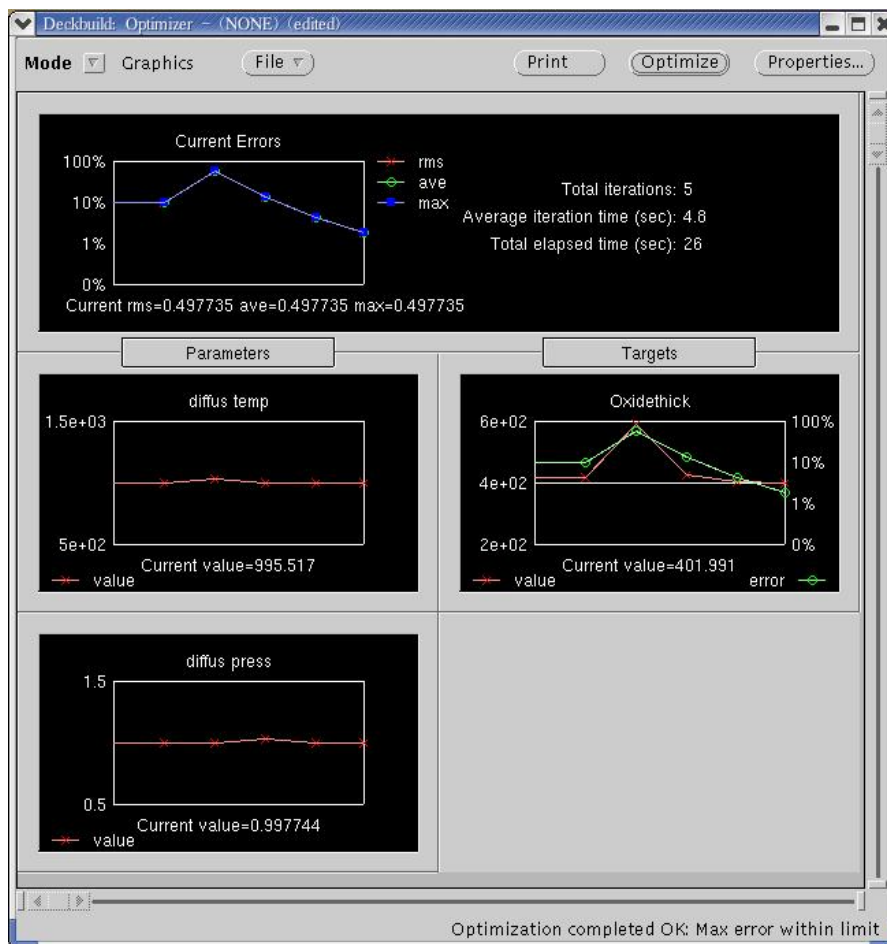 Deckbuild: Optimizer - (NONE) (edited)
Mode Graphics File Print Optimize Properties...
Current Errors
100%
10%
1%
0%
rms
ave
max
Total iterations: 5
Average iteration time (sec): 4.8
Total elapsed time (sec): 26
Current rms=0.497735 ave=0.497735 max=0.497735
Parameters
Targets
diffus temp
1.5e+03
5e+02
Current value=995.517
value
Oxidethick
6e+02
4e+02
2e+02
100%
10%
1%
0%
Current value=401.991
value
error
diffus press
1.5
0.5
Current value=0.997744
value
Optimization completed OK: Max error within limit